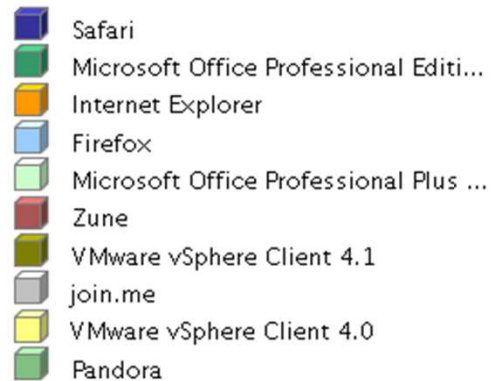 Safari
Microsoft Office Professional Editi...
Internet Explorer
Firefox
Microsoft Office Professional Plus ...
Zune
VMware vSphere Client 4.1
join.me
VMware vSphere Client 4.0
Pandora